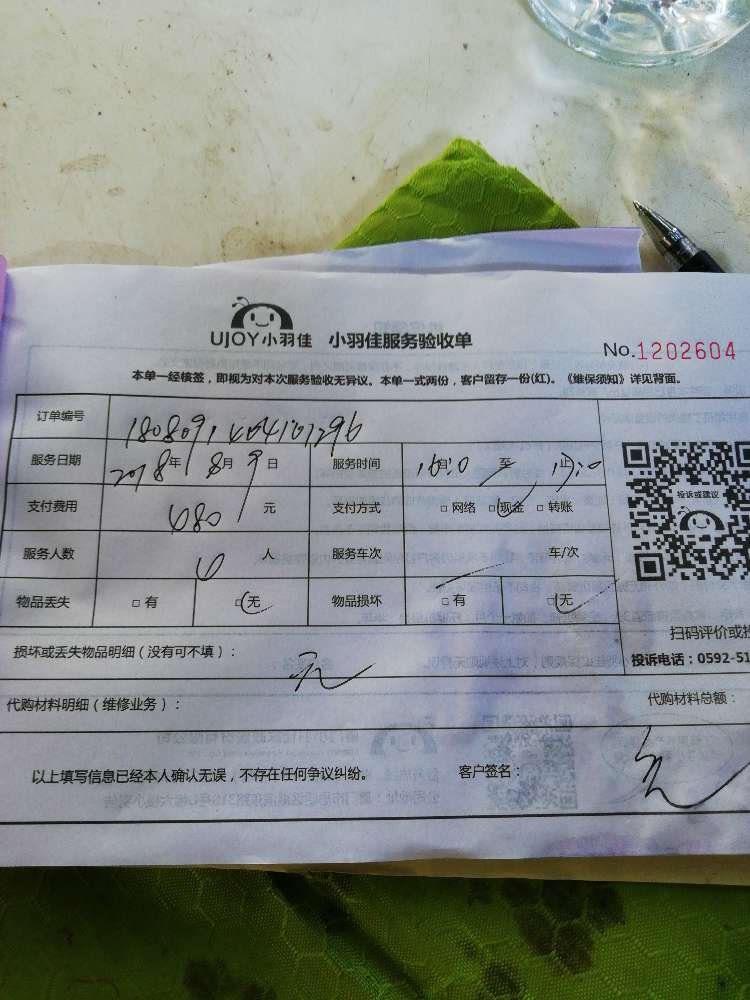 UJOY小羽佳 小羽佳服务验收单
No.1202604
本单一经核签，即视为对本次服务验收无异议。本单一式两份，客户留存一份(红)。《维保须知》详见背面。
订单编号
服务日期 2018年 8月 9日 服务时间 至
支付费用 680 元 支付方式 □网络 □现金 □转账
服务人数 人 服务车次 车/次
物品丢失 □有 □无 物品损坏 □有 □无
投诉或建议
扫码评价或投
投诉电话：0592-51
损坏或丢失物品明细（没有可不填）： 无
代购材料明细（维修业务）： 代购材料总额：
以上填写信息已经本人确认无误，不存在任何争议纠纷。 客户签名：